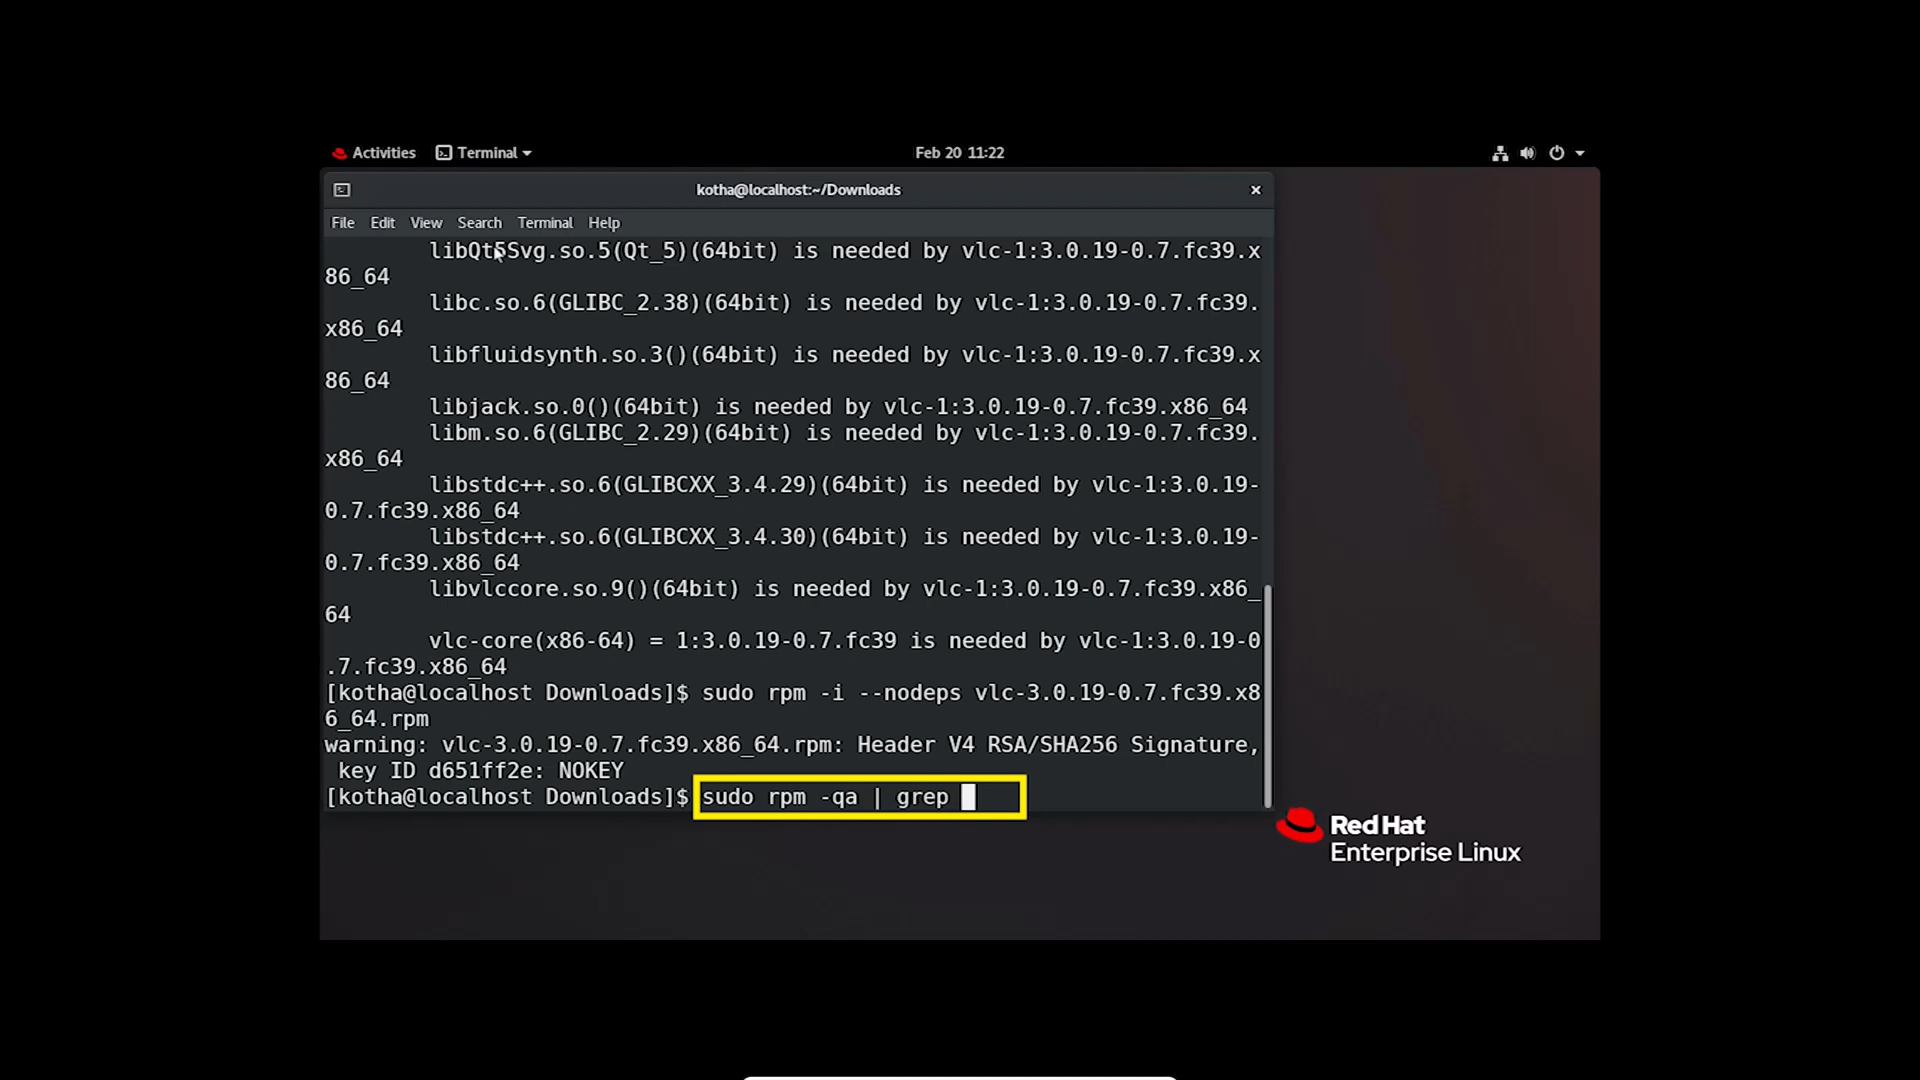 Activities Terminal Feb 20 11:22
kotha@localhost:~/Downloads
File Edit View Search Terminal Help
libQt5Svg.so.5(Qt_5)(64bit) is needed by vlc-1:3.0.19-0.7.fc39.x
86_64
libc.so.6(GLIBC_2.38)(64bit) is needed by vlc-1:3.0.19-0.7.fc39.
x86_64
libfluidsynth.so.3()(64bit) is needed by vlc-1:3.0.19-0.7.fc39.x
86_64
libjack.so.0()(64bit) is needed by vlc-1:3.0.19-0.7.fc39.x86_64
libm.so.6(GLIBC_2.29)(64bit) is needed by vlc-1:3.0.19-0.7.fc39.
x86_64
libstdc++.so.6(GLIBCXX_3.4.29)(64bit) is needed by vlc-1:3.0.19-
0.7.fc39.x86_64
libstdc++.so.6(GLIBCXX_3.4.30)(64bit) is needed by vlc-1:3.0.19-
0.7.fc39.x86_64
libvlccore.so.9()(64bit) is needed by vlc-1:3.0.19-0.7.fc39.x86_
64
vlc-core(x86-64) = 1:3.0.19-0.7.fc39 is needed by vlc-1:3.0.19-0
.7.fc39.x86_64
[kotha@localhost Downloads]$ sudo rpm -i --nodeps vlc-3.0.19-0.7.fc39.x8
6_64.rpm
warning: vlc-3.0.19-0.7.fc39.x86_64.rpm: Header V4 RSA/SHA256 Signature,
key ID d651ff2e: NOKEY
[kotha@localhost Downloads]$ sudo rpm -qa | grep
Red Hat
Enterprise Linux